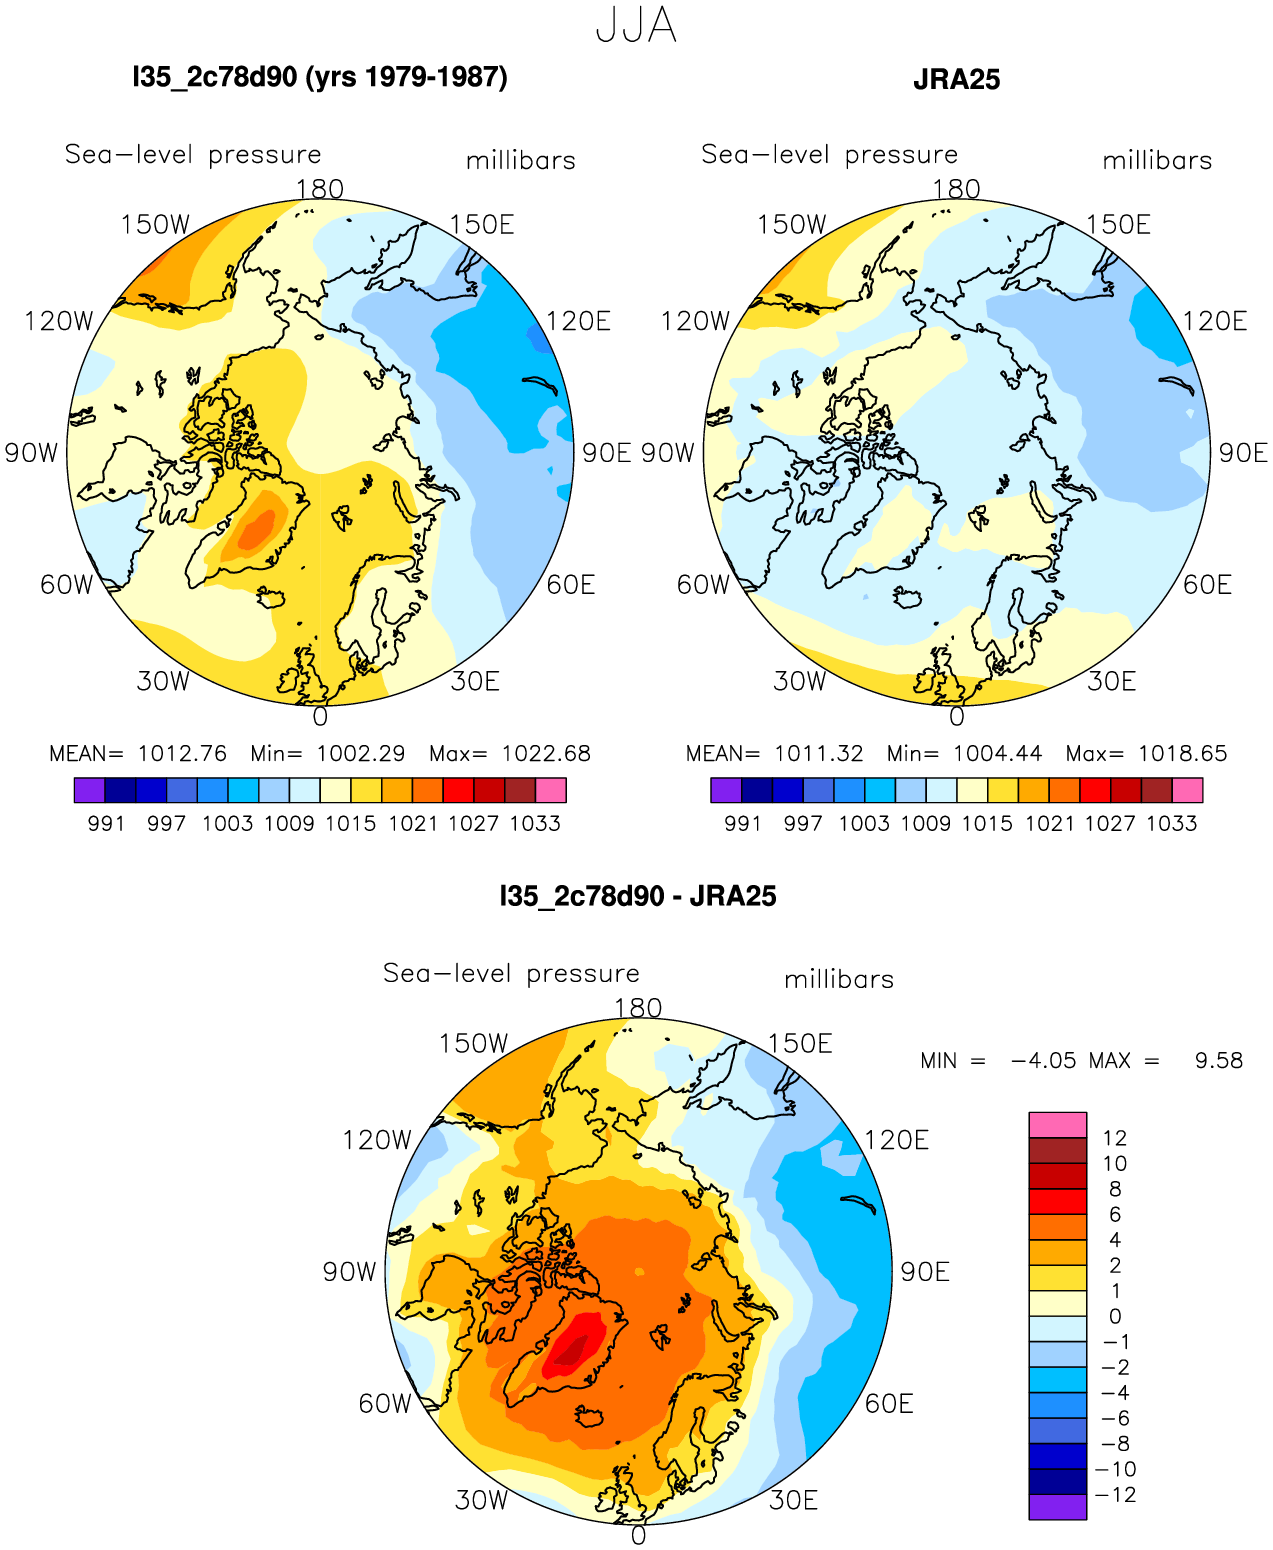 JJA
I35_2c78d90 (yrs 1979-1987)
JRA25
Sea-level pressure
millibars
180
150W
150E
120W
120E
90W
90E
60W
60E
30W
30E
0
MEAN= 1012.76 Min= 1002.29 Max= 1022.68
991 997 1003 1009 1015 1021 1027 1033
Sea-level pressure
millibars
180
150W
150E
120W
120E
90W
90E
60W
60E
30W
30E
0
MEAN= 1011.32 Min= 1004.44 Max= 1018.65
991 997 1003 1009 1015 1021 1027 1033
I35_2c78d90 - JRA25
Sea-level pressure
millibars
180
150W
150E
120W
120E
90W
90E
60W
60E
30W
30E
0
MIN = -4.05 MAX = 9.58
12
10
8
6
4
2
1
0
-1
-2
-4
-6
-8
-10
-12